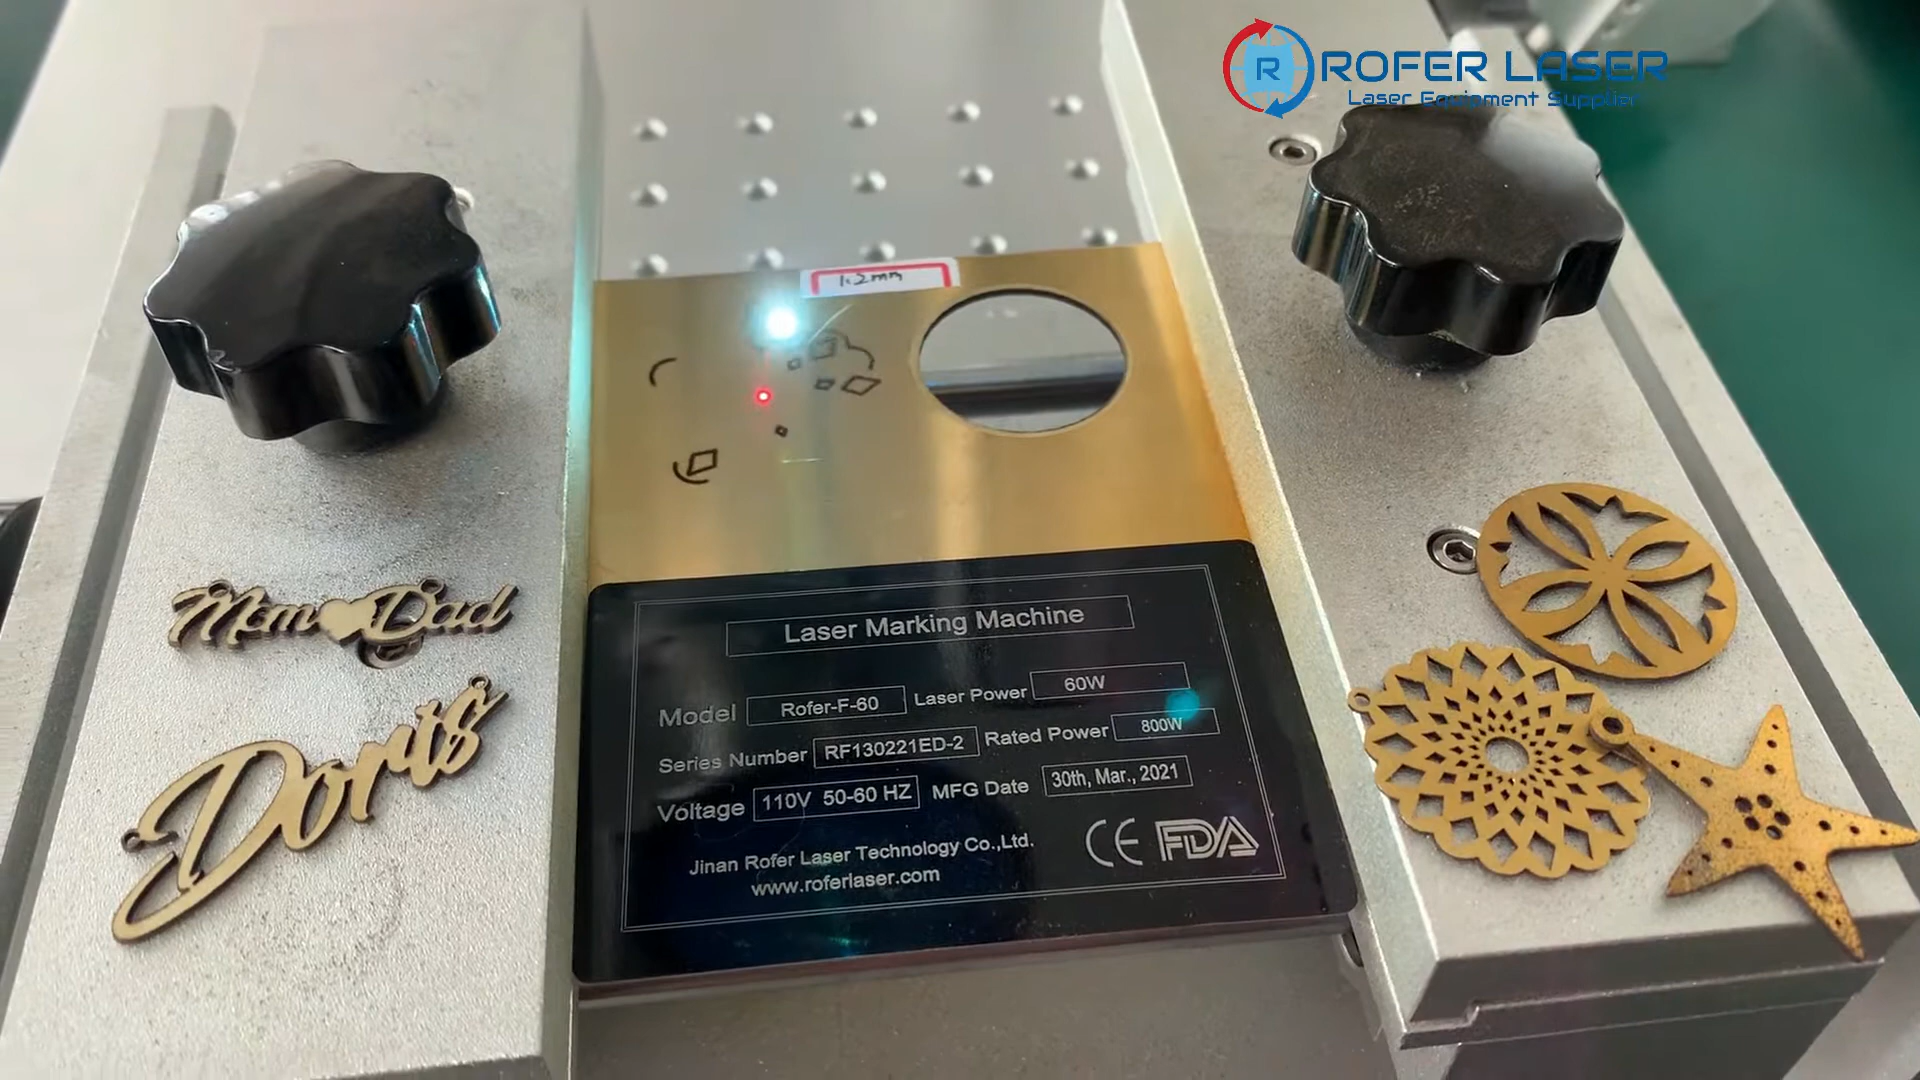 R ROFER LASER
Laser Equipment Supplier
1.2mm
Mom Dad
Doris
Laser Marking Machine
Model Rofer-F-60 Laser Power 60W
Series Number RF130221ED-2 Rated Power 800W
Voltage 110V 50-60 HZ MFG Date 30th, Mar., 2021
Jinan Rofer Laser Technology Co.,Ltd.
www.roferlaser.com
CE FDA